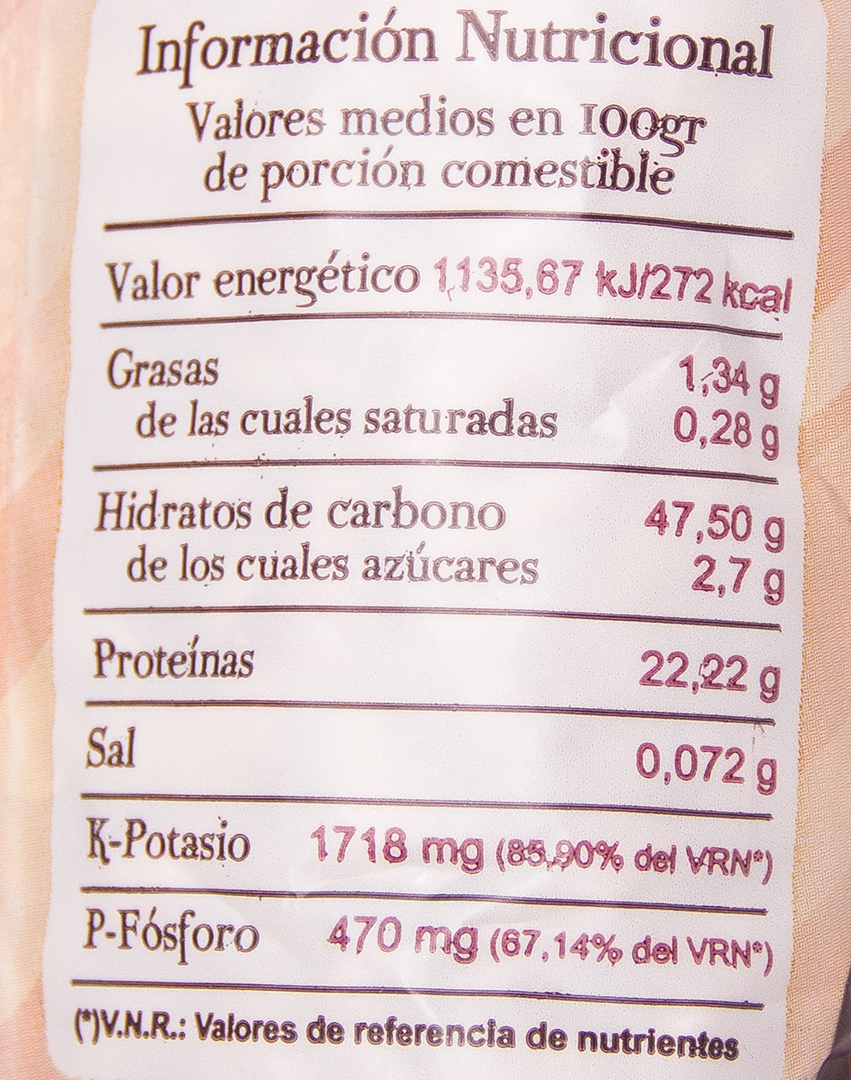 Información Nutricional
Valores medios en 100gr
de porción comestible
Valor energético 1,135,67 kJ/272 kcal
Grasas 1,34 g
de las cuales saturadas 0,28 g
Hidratos de carbono 47,50 g
de los cuales azúcares 2,7 g
Proteínas 22,22 g
Sal 0,072 g
K-Potasio 1718 mg (85,90% del VRN*)
P-Fósforo 470 mg (67,14% del VRN*)
(*)V.N.R.: Valores de referencia de nutrientes